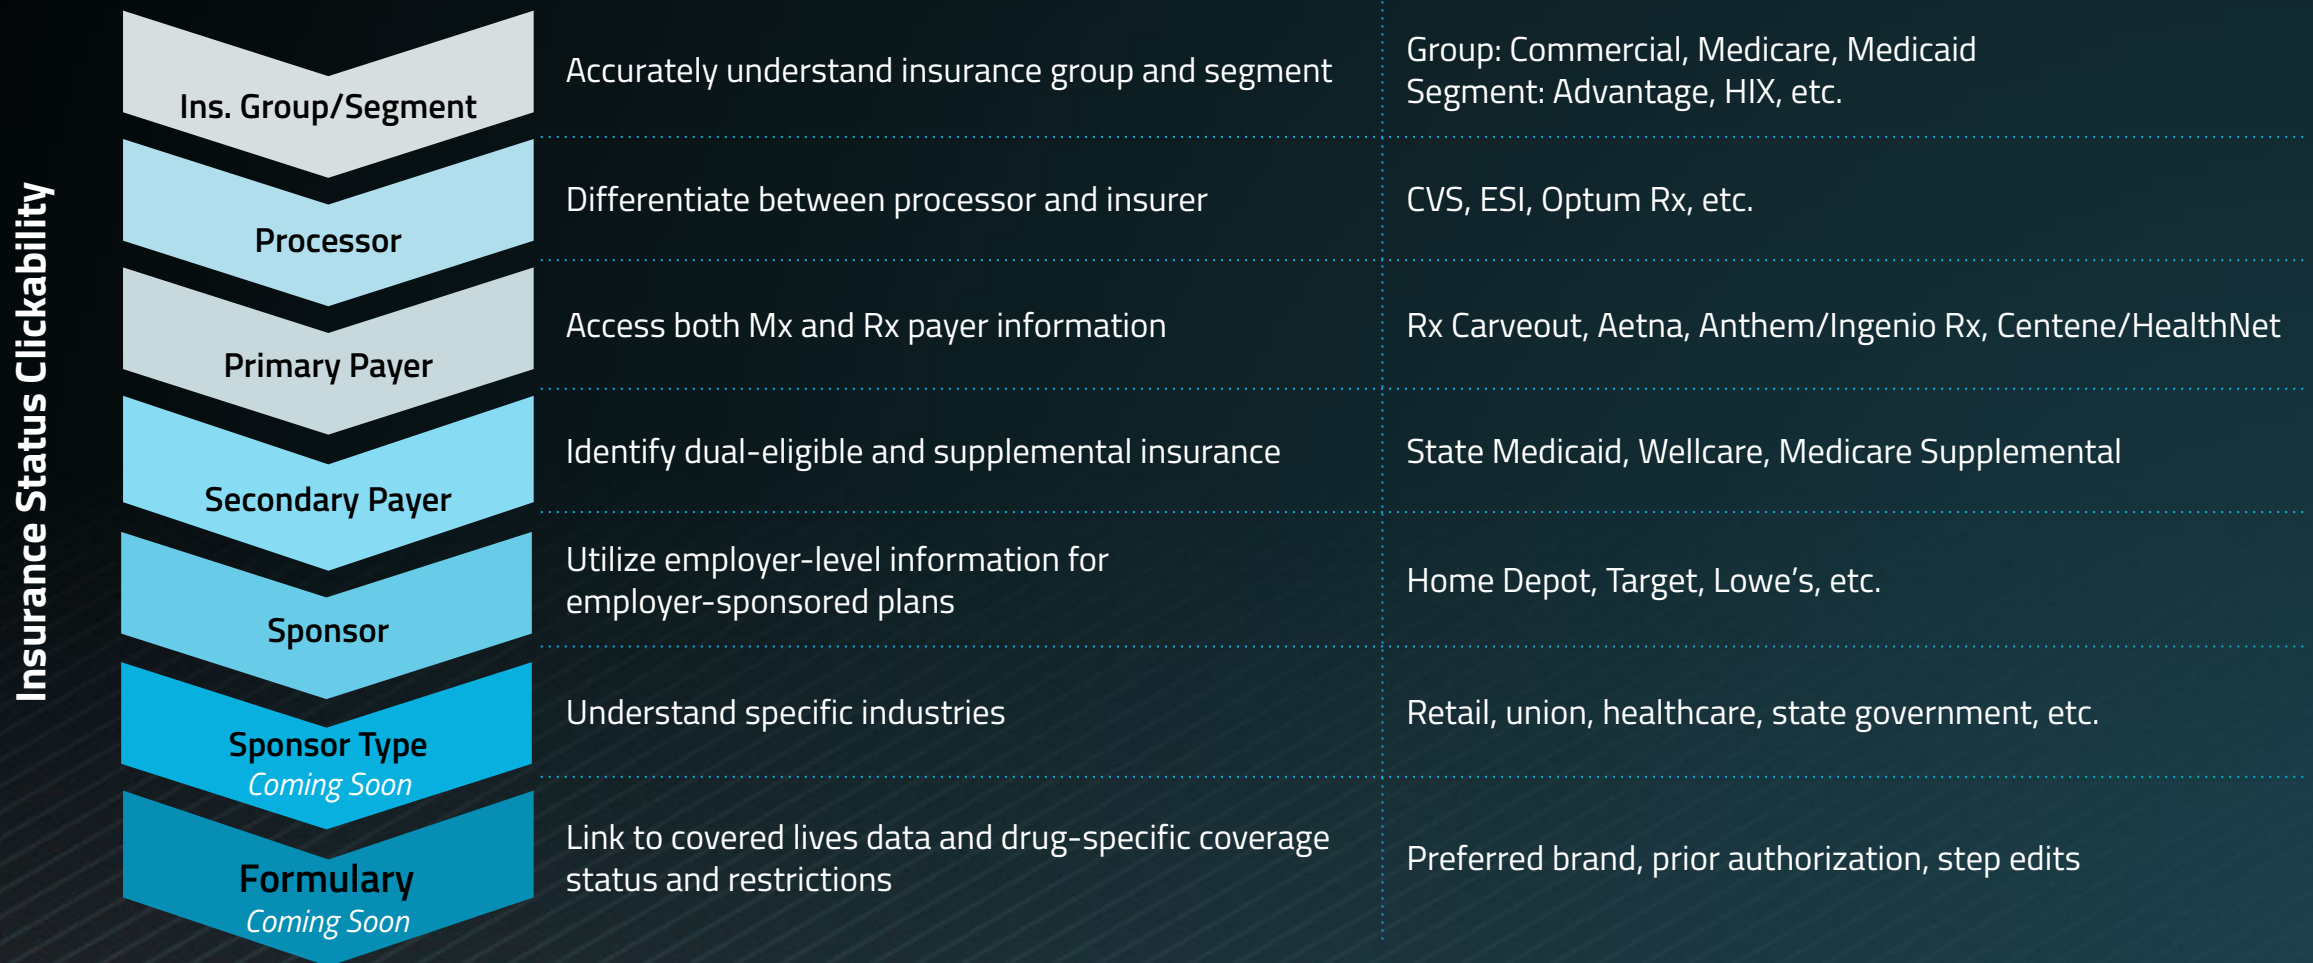 Insurance Status Clickability
Ins. Group/Segment
Accurately understand insurance group and segment
Group: Commercial, Medicare, Medicaid
Segment: Advantage, HIX, etc.
Processor
Differentiate between processor and insurer
CVS, ESI, Optum Rx, etc.
Primary Payer
Access both Mx and Rx payer information
Rx Carveout, Aetna, Anthem/Ingenio Rx, Centene/HealthNet
Secondary Payer
Identify dual-eligible and supplemental insurance
State Medicaid, Wellcare, Medicare Supplemental
Sponsor
Utilize employer-level information for
employer-sponsored plans
Home Depot, Target, Lowe’s, etc.
Sponsor Type
Coming Soon
Understand specific industries
Retail, union, healthcare, state government, etc.
Formulary
Coming Soon
Link to covered lives data and drug-specific coverage
status and restrictions
Preferred brand, prior authorization, step edits